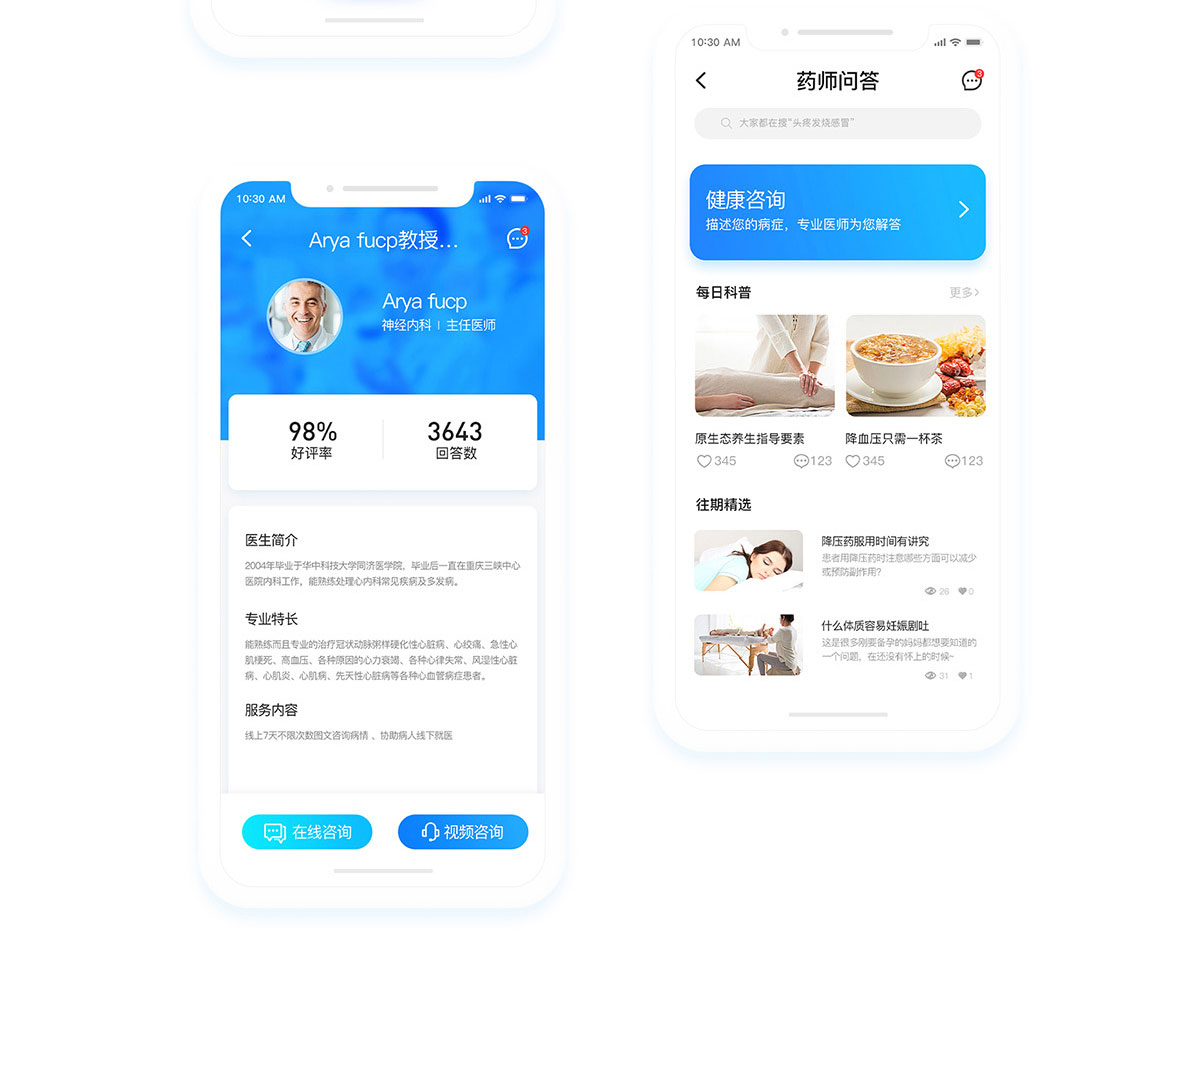 10:30 AM
Arya fucp教授...
3
Arya fucp
神经内科 | 主任医师
98%
好评率
3643
回答数
医生简介
2004年毕业于华中科技大学同济医学院，毕业后一直在重庆三峡中心
医院内科工作，能熟练处理心内科常见疾病及多发病。
专业特长
能熟练而且专业的治疗冠状动脉粥样硬化性心脏病、心绞痛、急性心
肌梗死、高血压、各种原因的心力衰竭、各种心律失常、风湿性心脏
病、心肌炎、心肌病、先天性心脏病等各种心血管病症患者。
服务内容
线上7天不限次数图文咨询病情 、协助病人线下就医
在线咨询
视频咨询
10:30 AM
药师问答
3
大家都在搜“头疼发烧感冒”
健康咨询
描述您的病症，专业医师为您解答
每日科普
更多
原生态养生指导要素
345
123
降血压只需一杯茶
345
123
往期精选
降压药服用时间有讲究
患者用降压药时注意哪些方面可以减少
或预防副作用?
26
0
什么体质容易妊娠剧吐
这是很多刚要备孕的妈妈都想要知道的
一个问题，在还没有怀上的时候~
31
1